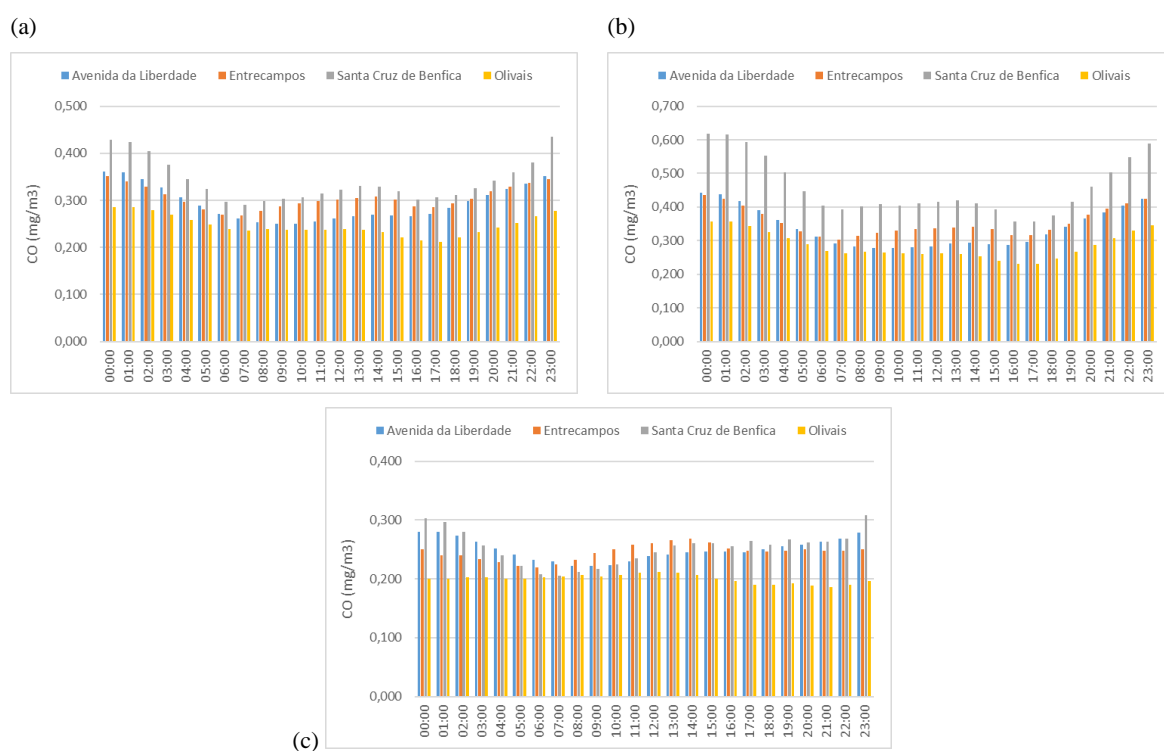 (a)
Avenida da Liberdade Entrecampos Santa Cruz de Benfica Olivais
CO (mg/m3)
0,500
0,400
0,300
0,200
0,100
0,000
00:00 01:00 02:00 03:00 04:00 05:00 06:00 07:00 08:00 09:00 10:00 11:00 12:00 13:00 14:00 15:00 16:00 17:00 18:00 19:00 20:00 21:00 22:00 23:00
(b)
Avenida da Liberdade Entrecampos Santa Cruz de Benfica Olivais
CO (mg/m3)
0,700
0,600
0,500
0,400
0,300
0,200
0,100
0,000
00:00 01:00 02:00 03:00 04:00 05:00 06:00 07:00 08:00 09:00 10:00 11:00 12:00 13:00 14:00 15:00 16:00 17:00 18:00 19:00 20:00 21:00 22:00 23:00
(c)
Avenida da Liberdade Entrecampos Santa Cruz de Benfica Olivais
CO (mg/m3)
0,400
0,300
0,200
0,100
0,000
00:00 01:00 02:00 03:00 04:00 05:00 06:00 07:00 08:00 09:00 10:00 11:00 12:00 13:00 14:00 15:00 16:00 17:00 18:00 19:00 20:00 21:00 22:00 23:00